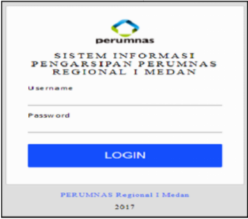 perumnas
SISTEM INFORMASI
PENGARSIPAN PERUMNAS
REGIONAL I MEDAN
Username
Password
LOGIN
PERUMNAS Regional I Medan
2017